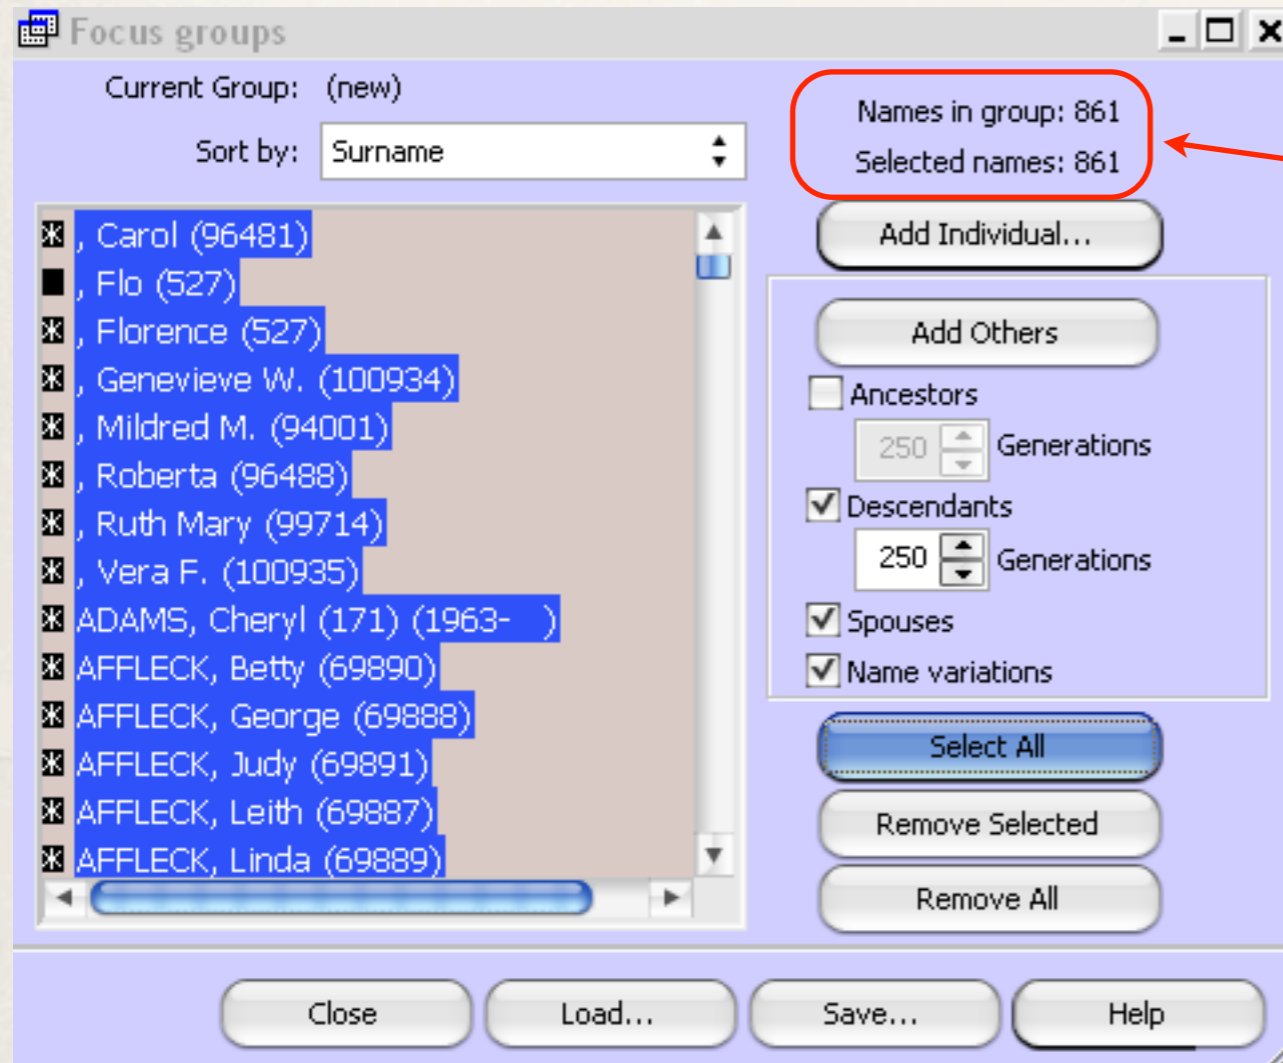 Focus groups
Current Group: (new)
Sort by: Surname
Names in group: 861
Selected names: 861
, Carol (96481)
, Flo (527)
, Florence (527)
, Genevieve W. (100934)
, Mildred M. (94001)
, Roberta (96488)
, Ruth Mary (99714)
, Vera F. (100935)
ADAMS, Cheryl (171) (1963- )
AFFLECK, Betty (69890)
AFFLECK, George (69888)
AFFLECK, Judy (69891)
AFFLECK, Leith (69887)
AFFLECK, Linda (69889)
Add Individual...
Add Others
Ancestors
250 Generations
Descendants
250 Generations
Spouses
Name variations
Select All
Remove Selected
Remove All
Close
Load...
Save...
Help